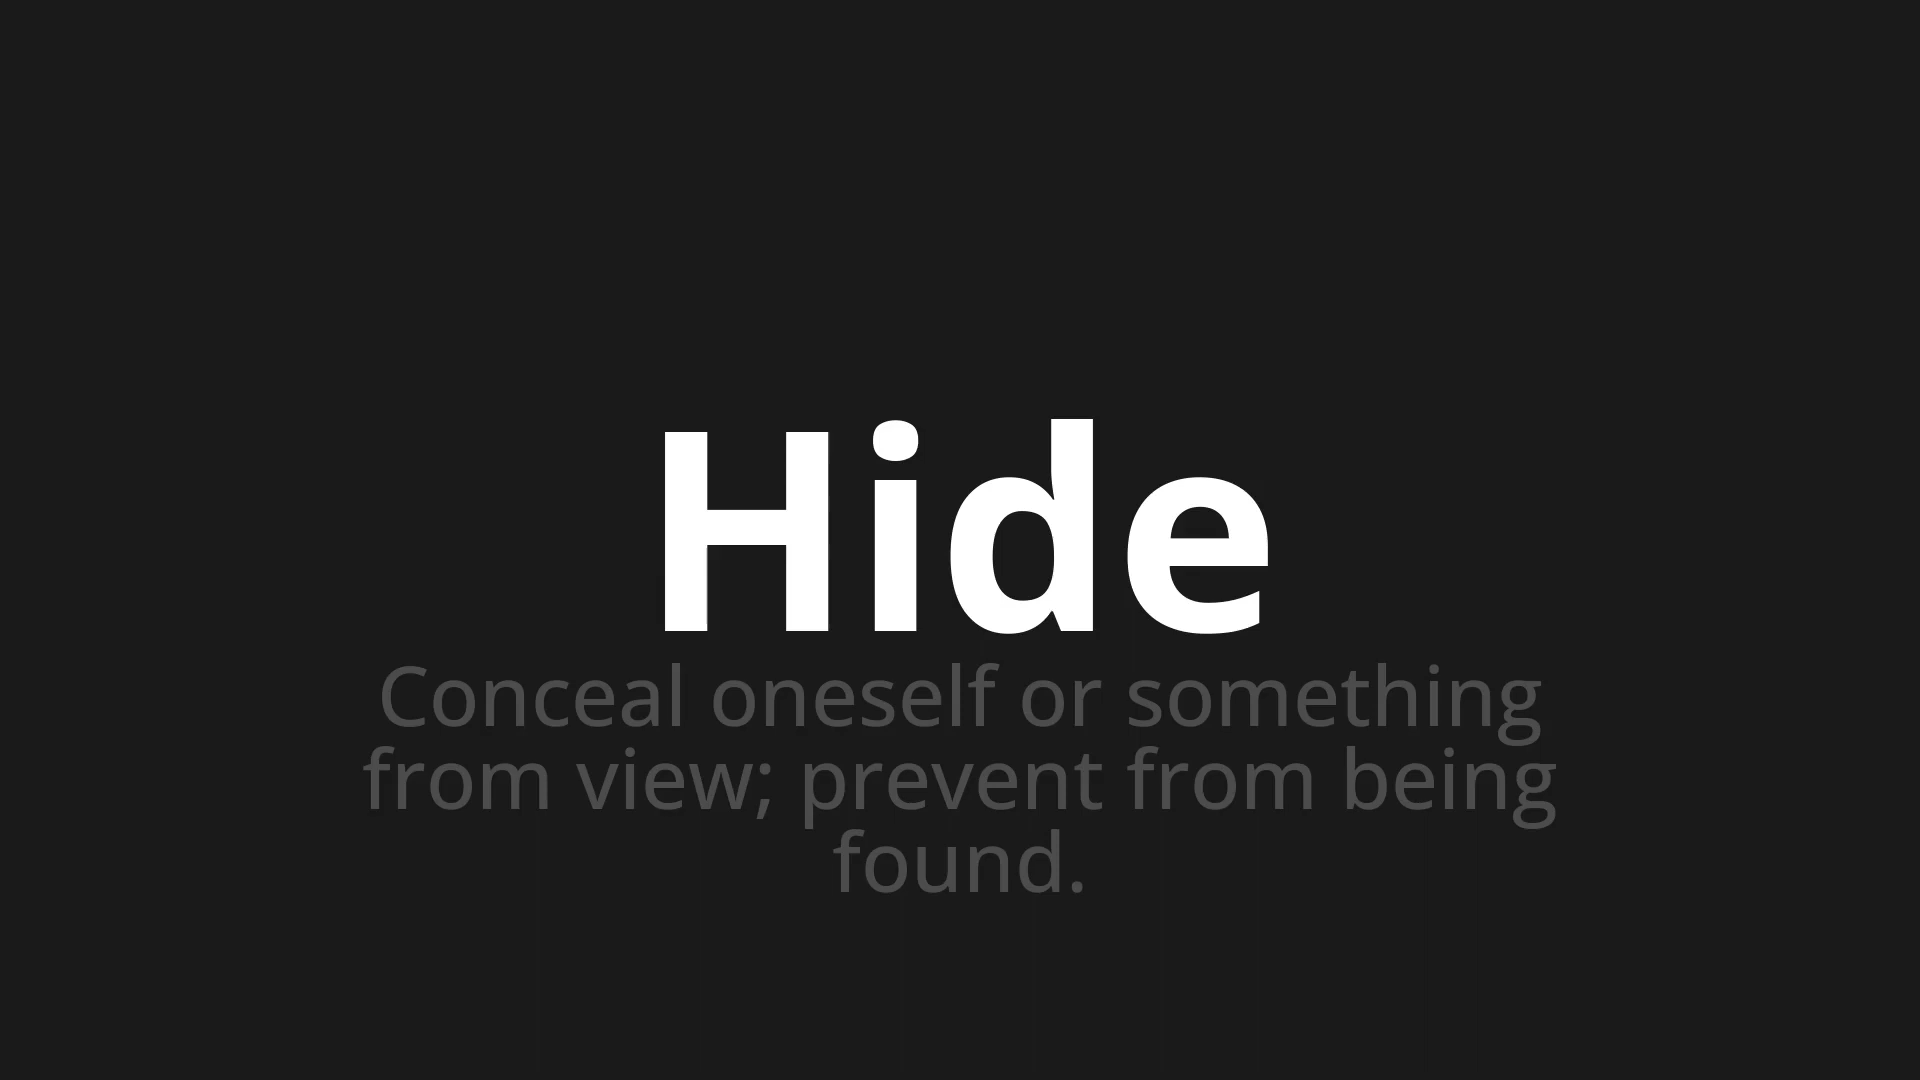 Hide
Conceal oneself or something
from view; prevent from being
found.